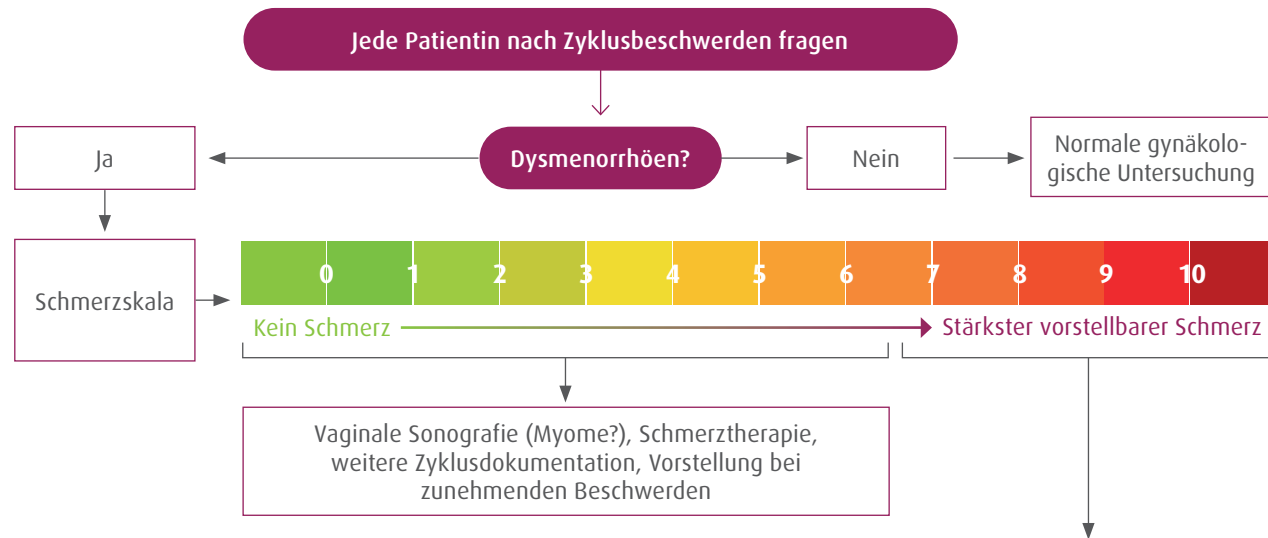 Jede Patientin nach Zyklusbeschwerden fragen
Ja
Dysmenorrhöen?
Nein
Normale gynäkolo-
gische Untersuchung
Schmerzskala
0 1 2 3 4 5 6 7 8 9 10
Kein Schmerz
Stärkster vorstellbarer Schmerz
Vaginale Sonografie (Myome?), Schmerztherapie,
weitere Zyklusdokumentation, Vorstellung bei
zunehmenden Beschwerden